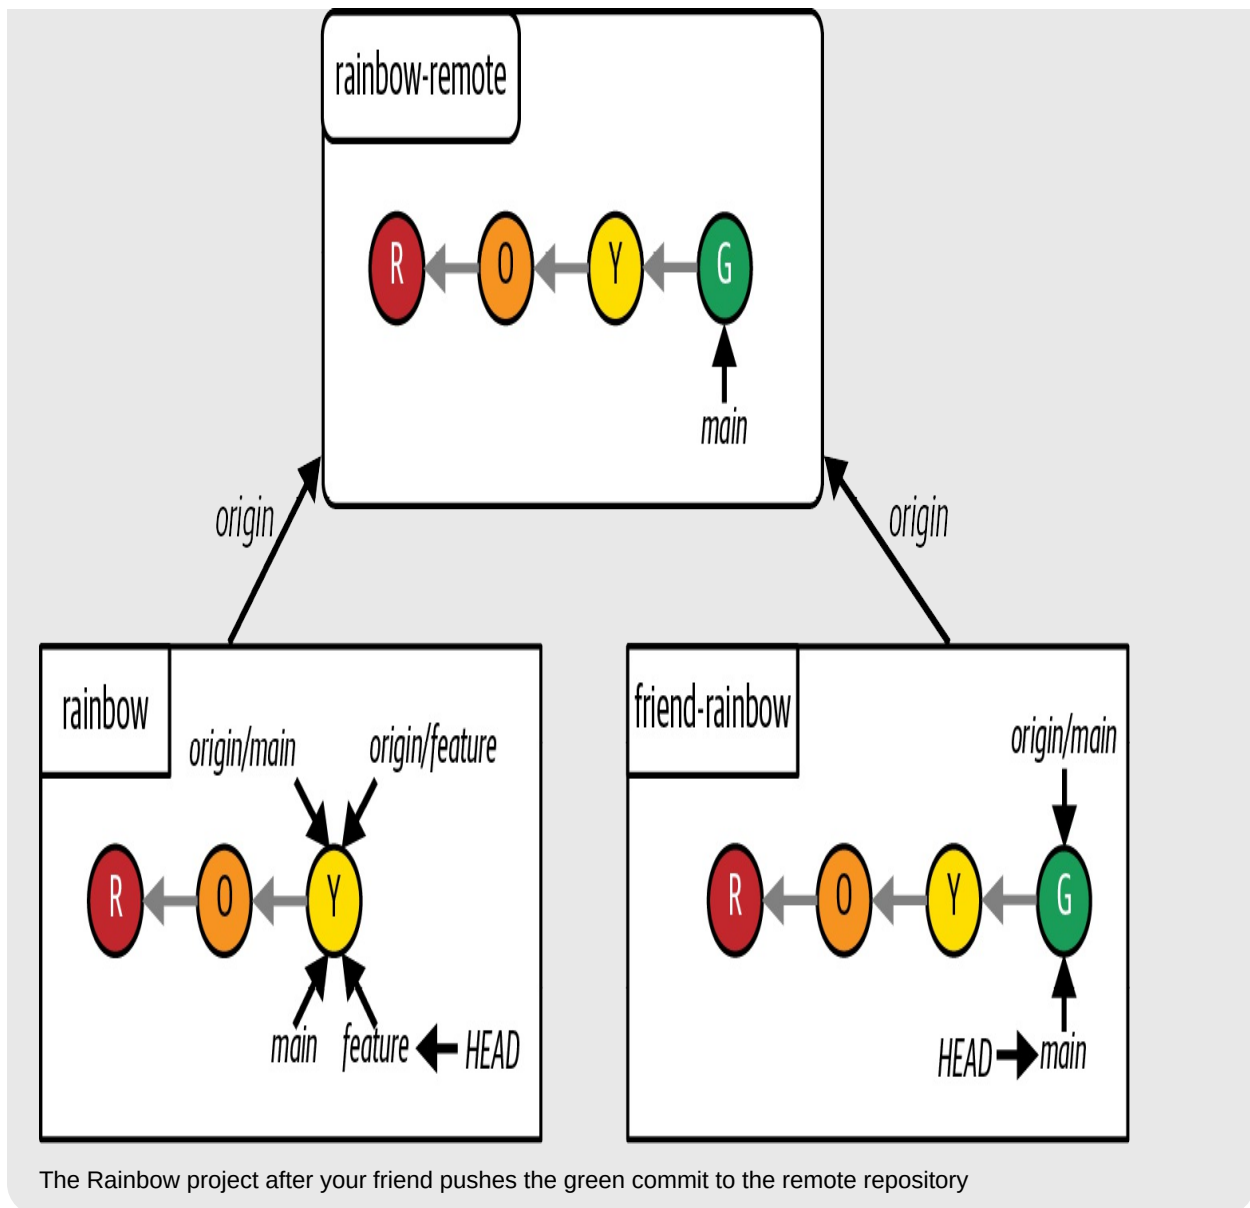 rainbow-remote
R O Y G
main
origin origin
rainbow
origin/main origin/feature
R O Y
main feature HEAD
friend-rainbow
origin/main
R O Y G
HEAD main
The Rainbow project after your friend pushes the green commit to the remote repository